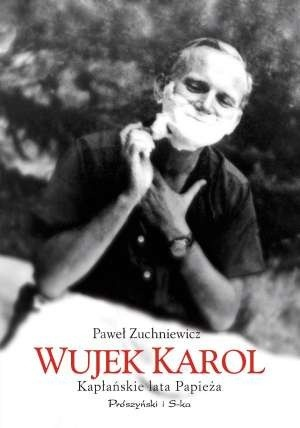 Paweł Zuchniewicz
WUJEK KAROL
Kapłańskie lata Papieża
Prószyński i S-ka